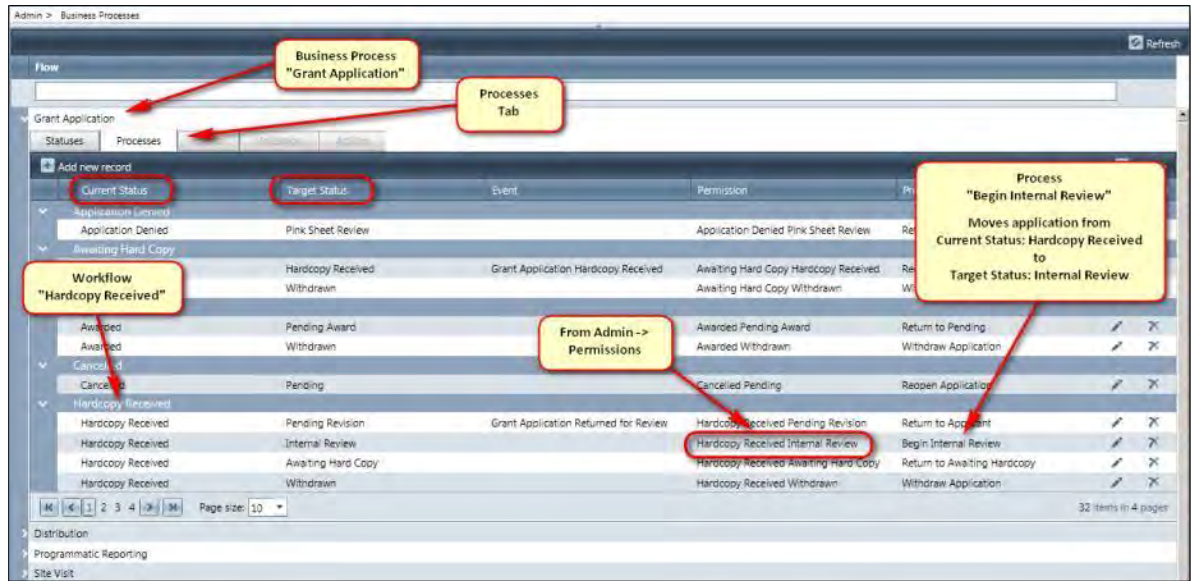 Admin > Business Processes
Refresh
Flow
Business Process
"Grant Application"
Processes
Tab
Grant Application
Statuses Processes
Add new record
Current Status Target Status Event Permission
Process
"Begin Internal Review"
Moves application from
Current Status: Hardcopy Received
to
Target Status: Internal Review
Application Denied
Application Denied Pink Sheet Review Application Denied Pink Sheet Review
Awaiting Hard Copy
Workflow
"Hardcopy Received"
Hardcopy Received Grant Application Hardcopy Received Awaiting Hard Copy Hardcopy Received
Withdrawn Awaiting Hard Copy Withdrawn
From Admin ->
Permissions
Awarded Pending Award Awarded Pending Award Return to Pending
Awarded Withdrawn Awarded Withdrawn Withdraw Application
Cancelled
Cancelled Pending Cancelled Pending Reopen Application
Hardcopy Received
Hardcopy Received Pending Revision Grant Application Returned for Review Hardcopy Received Pending Revision Return to Applicant
Hardcopy Received Internal Review Hardcopy Received Internal Review Begin Internal Review
Hardcopy Received Awaiting Hard Copy Hardcopy Received Awaiting Hard Copy Return to Awaiting Hardcopy
Hardcopy Received Withdrawn Hardcopy Received Withdrawn Withdraw Application
1 2 3 4 Page size: 10 32 items in 4 pages
Distribution
Programmatic Reporting
Site Visit